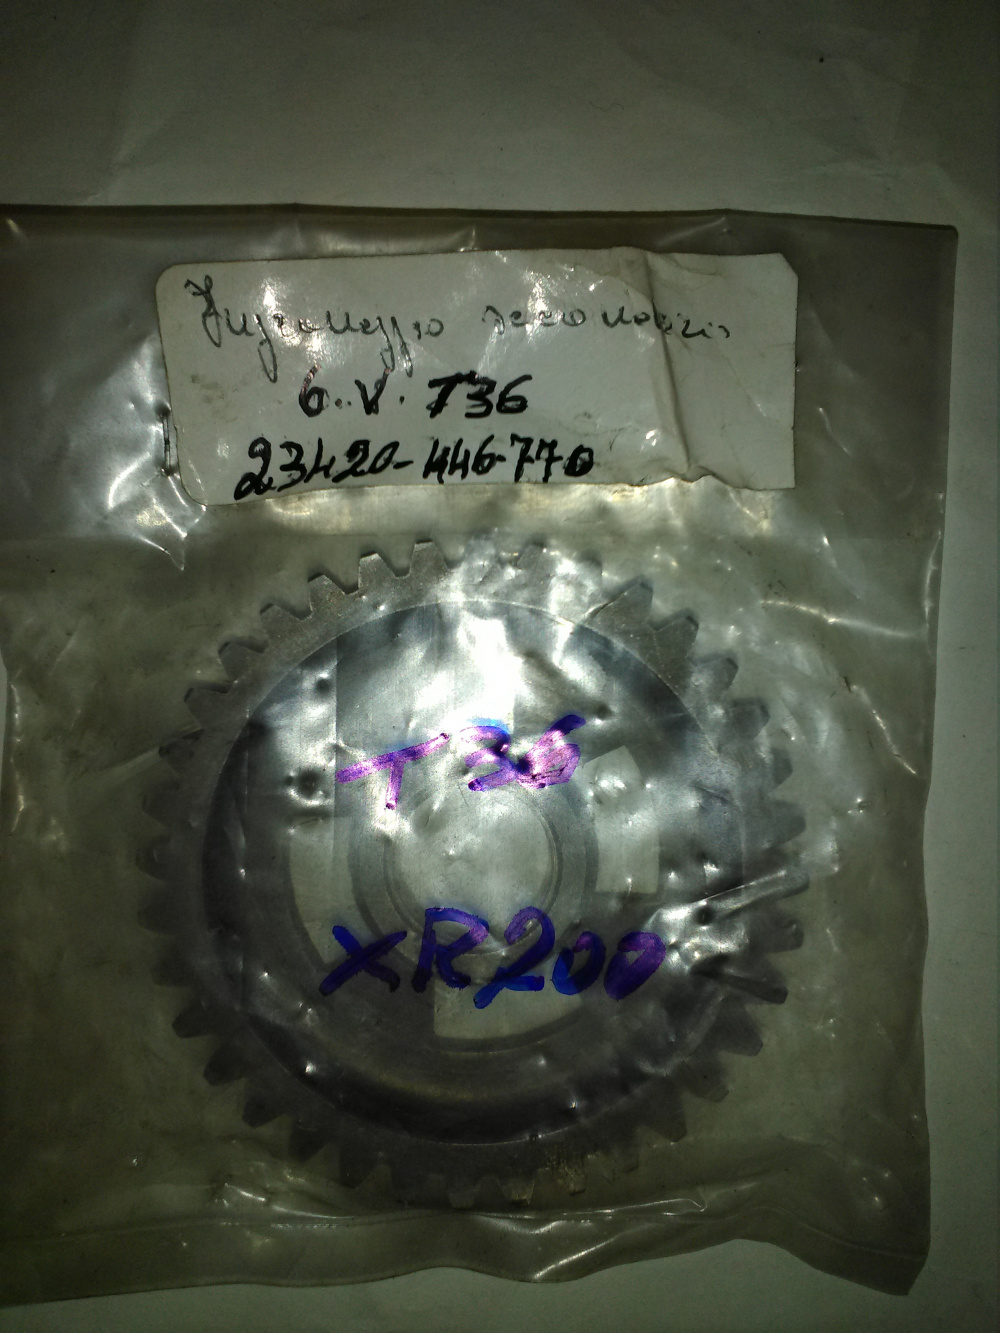 Ingranaggio secondario
6.V. T36
23420-446-770
T36
XR200